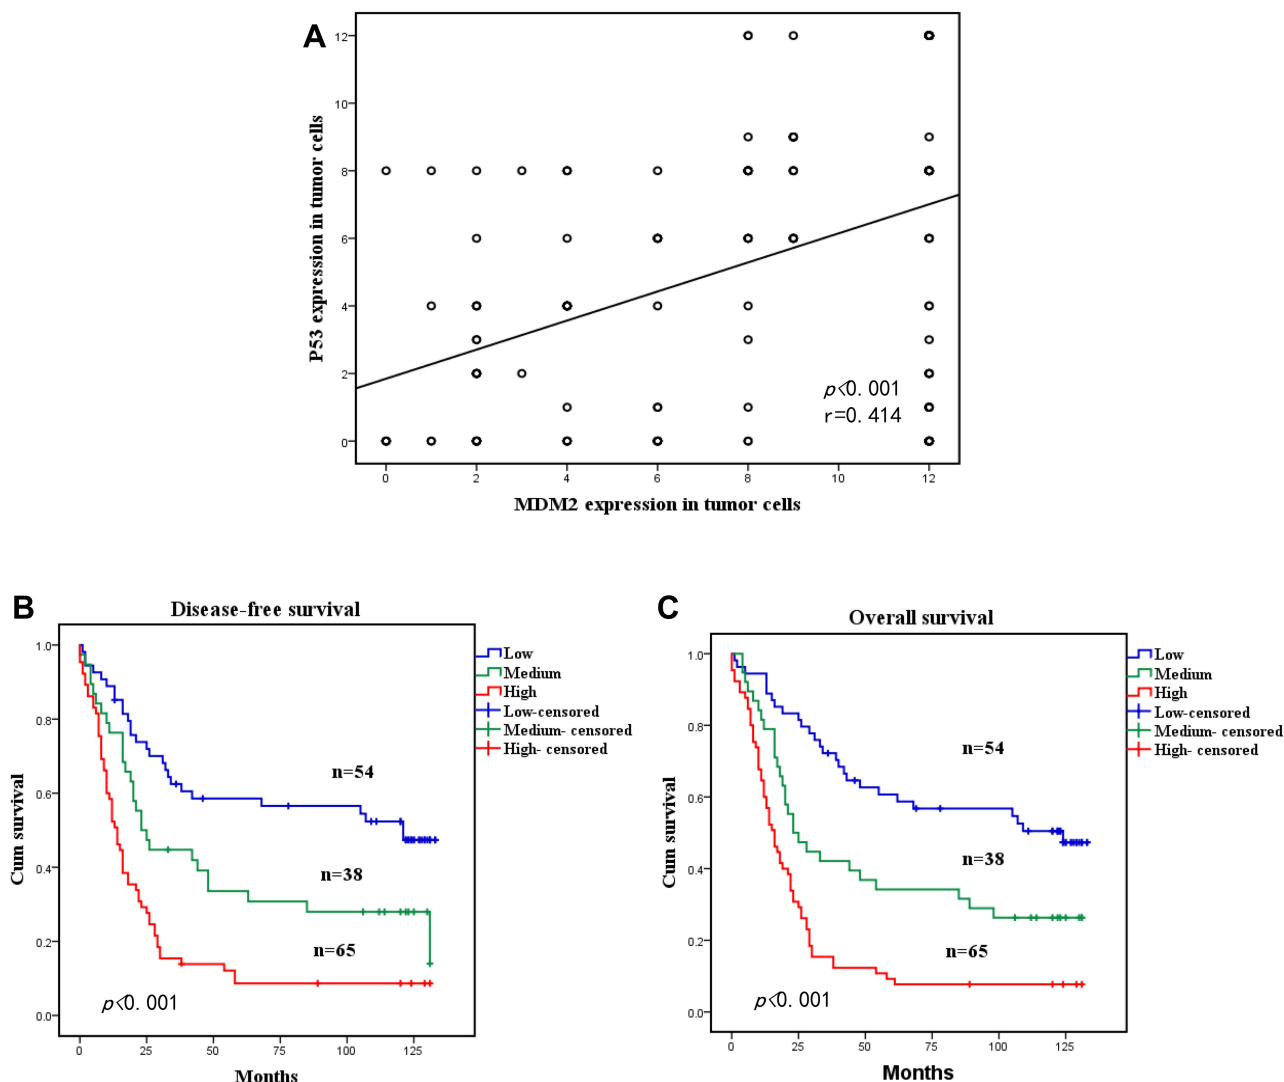 A
12
10
8
6
4
2
0
P53 expression in tumor cells
p<0. 001
r=0. 414
0 2 4 6 8 10 12
MDM2 expression in tumor cells
B
Disease-free survival
1.0
0.8
0.6
0.4
0.2
0.0
Cum survival
n=54
n=38
n=65
p<0. 001
0 25 50 75 100 125
Months
Low
Medium
High
Low-censored
Medium- censored
High- censored
C
Overall survival
1.0
0.8
0.6
0.4
0.2
0.0
Cum survival
n=54
n=38
n=65
p<0. 001
0 25 50 75 100 125
Months
Low
Medium
High
Low-censored
Medium- censored
High- censored